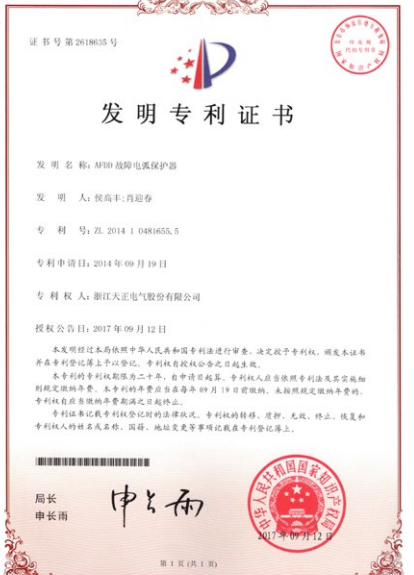 证书号第2618635号
发明专利证书
发明名称：AFDD故障电弧保护器
发明人：侯高丰;肖迎春
专利号：ZL 2014 1 0481655.5
专利申请日：2014年09月19日
专利权人：浙江天正电气股份有限公司
授权公告日：2017年09月12日
本发明经过本局依照中华人民共和国专利法进行审查，决定授予专利权，颁发本证书
并在专利登记簿上予以登记。专利权自授权公告之日起生效。
本专利的专利权期限为二十年，自申请日起算。专利权人应当依照专利法及其实施细
则规定缴纳年费。本专利的年费应当在每年09月19日前缴纳。未按照规定缴纳年费的，
专利权自应当缴纳年费期满之日起终止。
专利证书记载专利权登记时的法律状况。专利权的转移、质押、无效、终止、恢复和
专利权人的姓名或名称、国籍、地址变更等事项记载在专利登记簿上。
局长
申长雨
申长雨
中华人民共和国国家知识产权局
2017年09月12日
第1页(共1页)